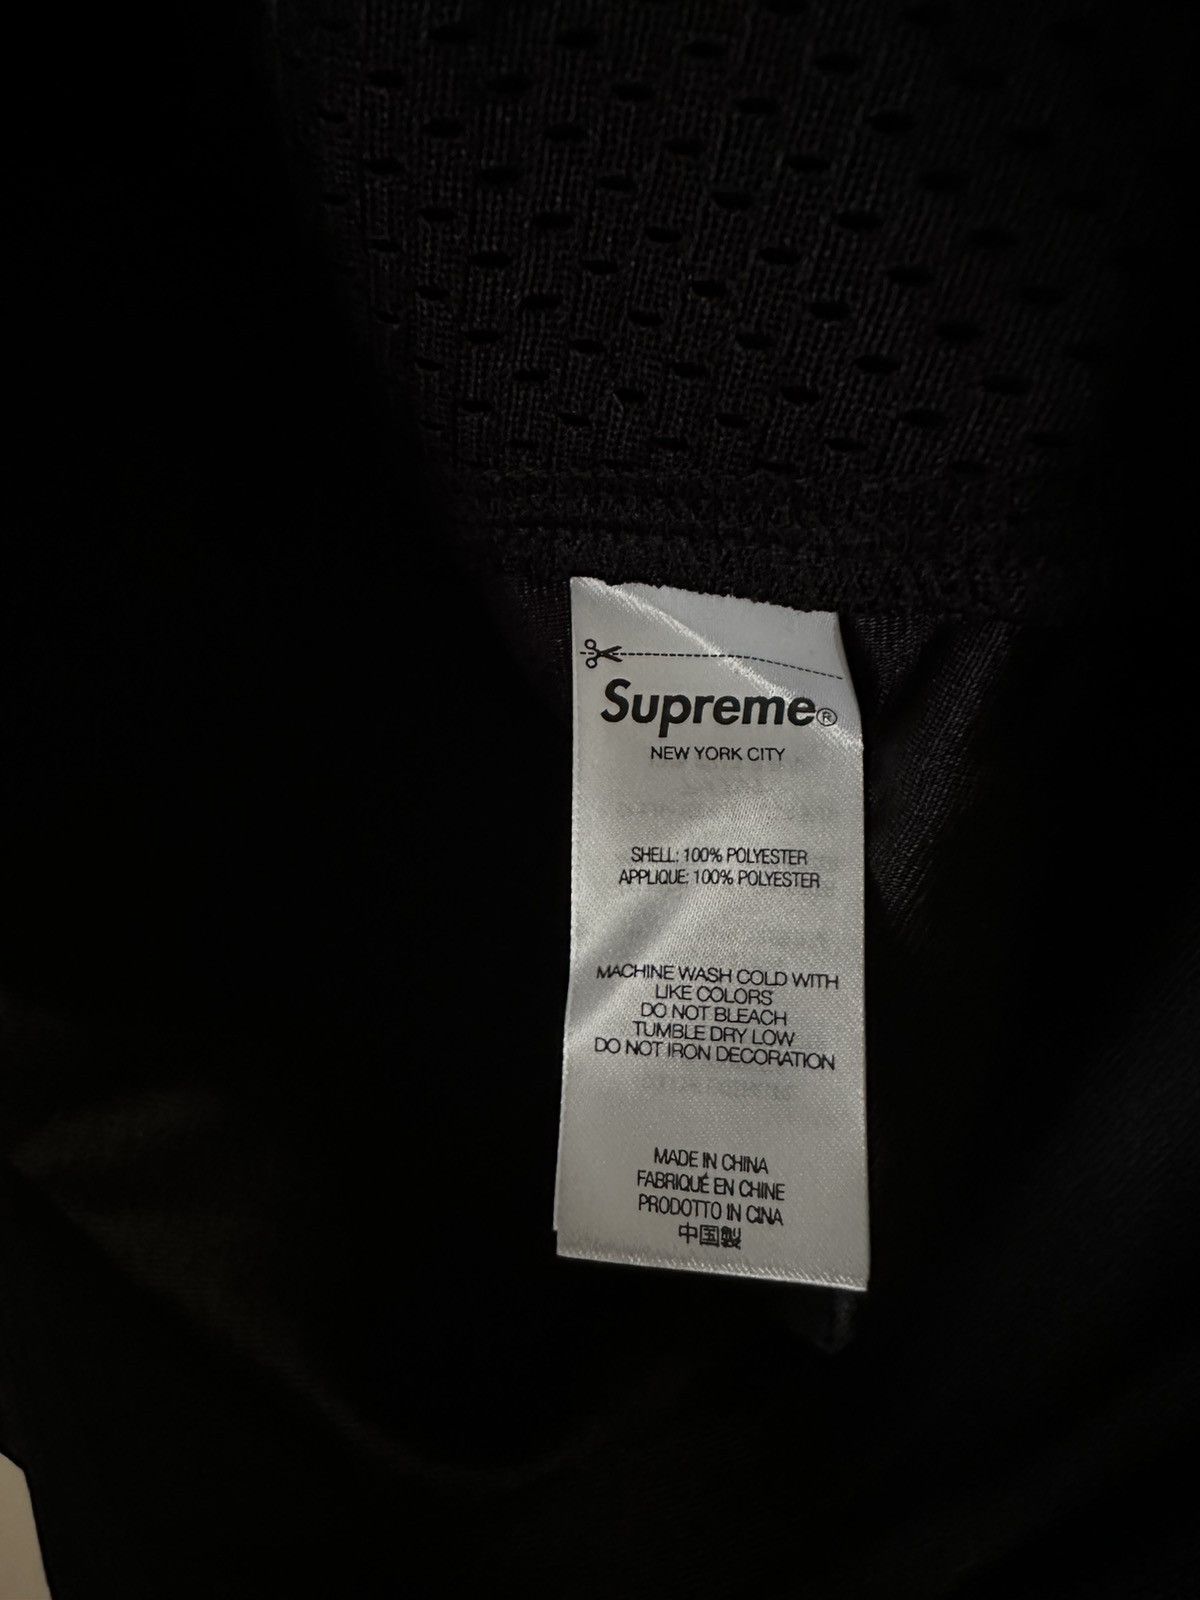 Supreme®
NEW YORK CITY
SHELL: 100% POLYESTER
APPLIQUE: 100% POLYESTER
MACHINE WASH COLD WITH
LIKE COLORS
DO NOT BLEACH
TUMBLE DRY LOW
DO NOT IRON DECORATION
MADE IN CHINA
FABRIQUÉ EN CHINE
PRODOTTO IN CINA
中国製